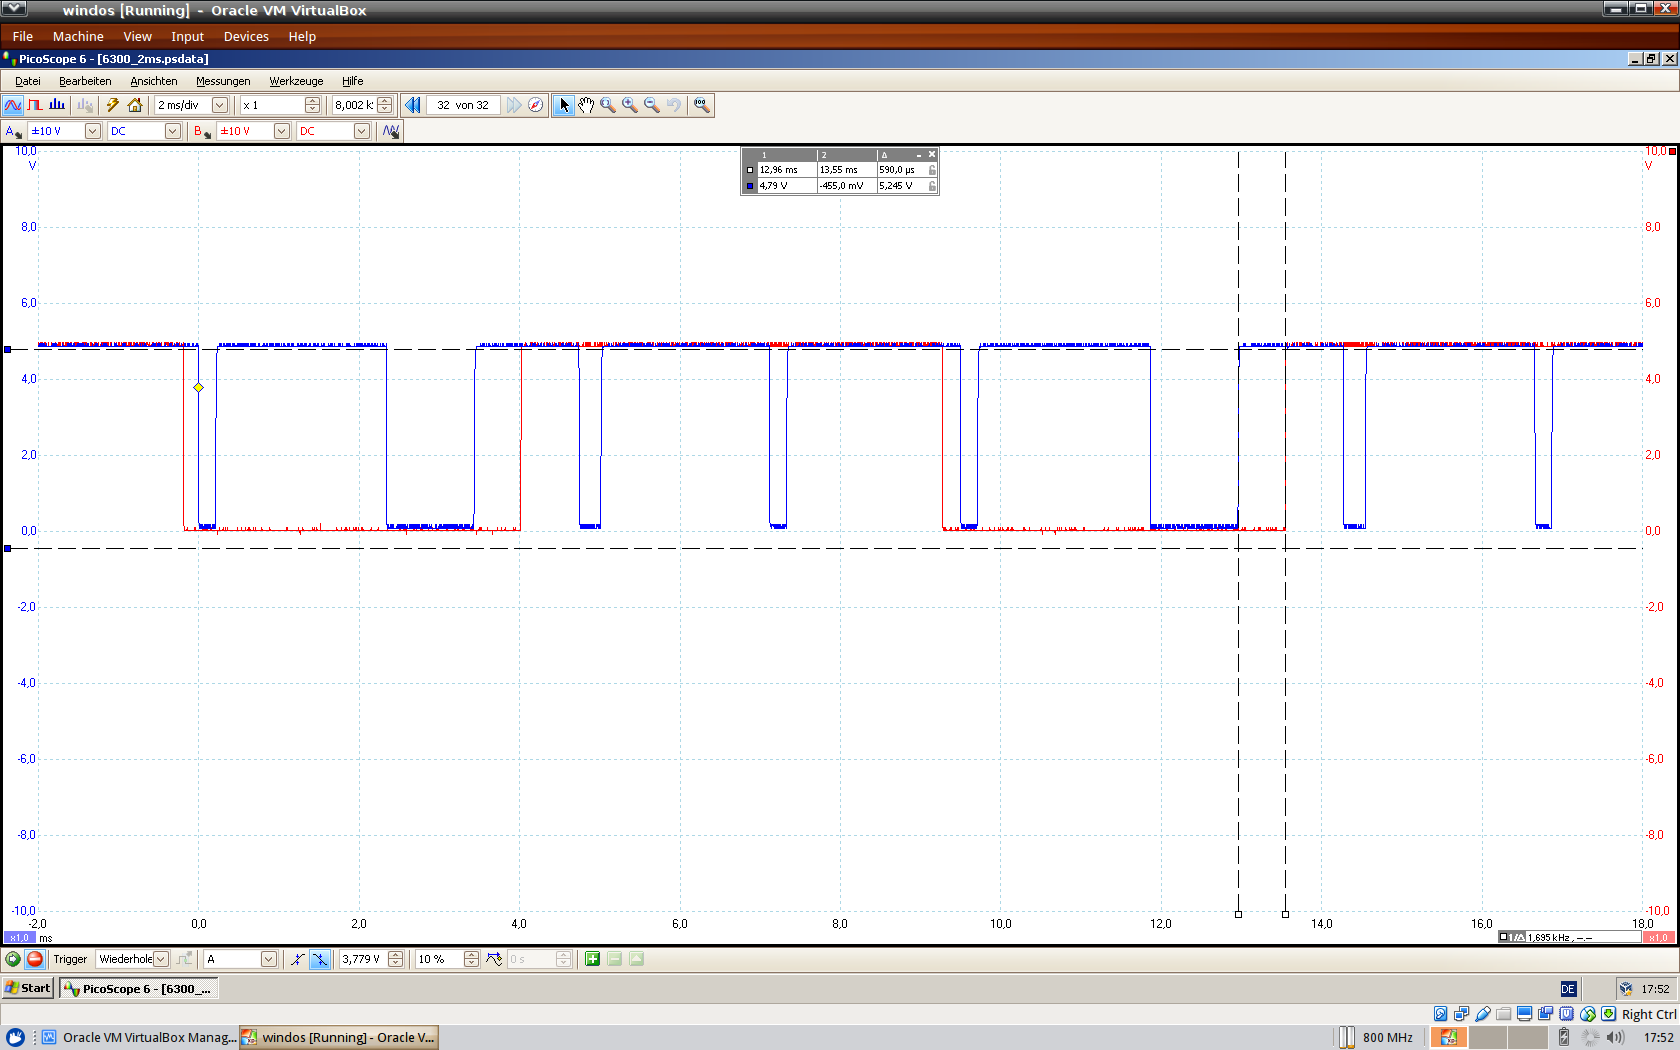 windos [Running] - Oracle VM VirtualBox
File Machine View Input Devices Help
PicoScope 6 - [6300_2ms.psdata]
Datei Bearbeiten Ansichten Messungen Werkzeuge Hilfe
2 ms/div x 1 8,002 k: 32 von 32
A ±10 V DC B ±10 V DC
10,0 10,0
V V
1 2 Δ
12,96 ms 13,55 ms 590,0 µs
4,79 V -455,0 mV 5,245 V
8,0 8,0
6,0 6,0
4,0 4,0
2,0 2,0
0,0 0,0
-2,0 -2,0
-4,0 -4,0
-6,0 -6,0
-8,0 -8,0
-10,0 -10,0
-2,0 0,0 2,0 4,0 6,0 8,0 10,0 12,0 14,0 16,0 18,0
x1,0 ms 1/Δ 1,695 kHz , --.-- x1,0
Trigger Wiederhole A 3,779 V 10 % 0 s
Start PicoScope 6 - [6300_... DE 17:52
Right Ctrl
Oracle VM VirtualBox Manag... windos [Running] - Oracle V... 800 MHz 17:52